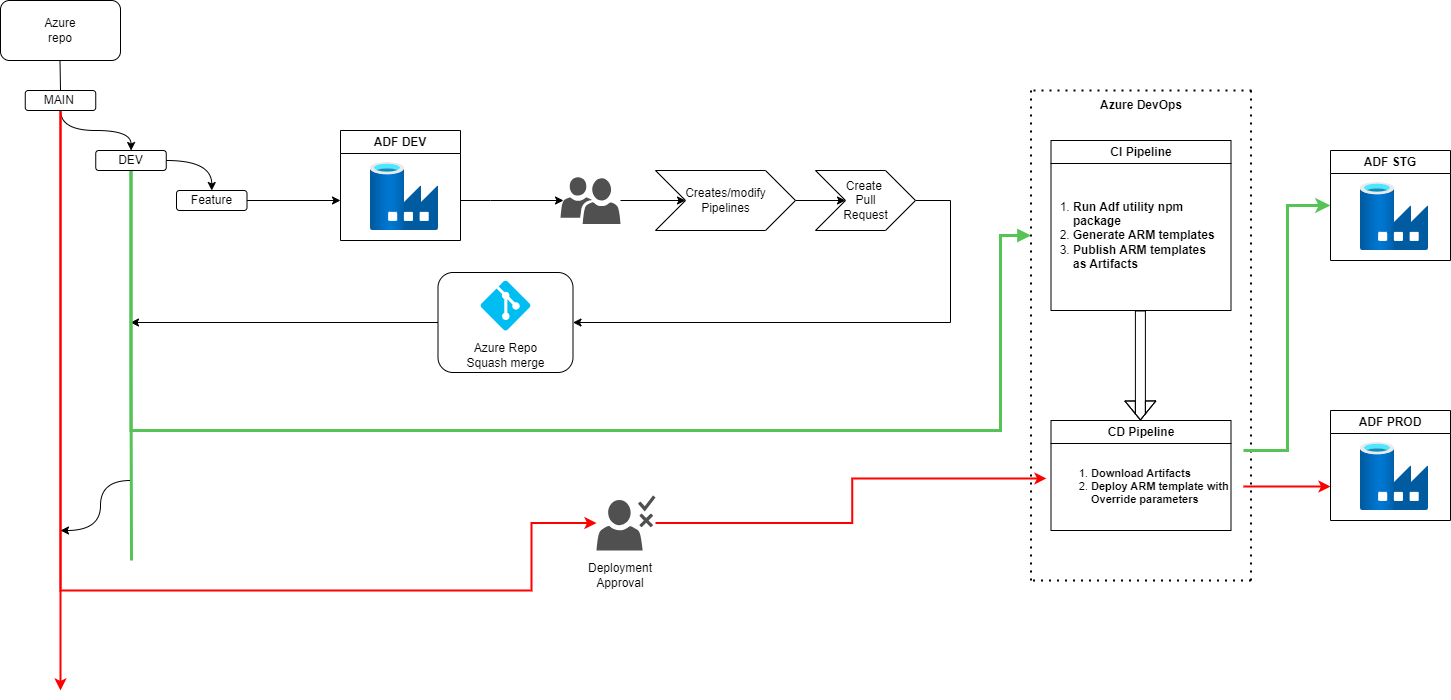 Azure
repo
MAIN
DEV
Feature
ADF DEV
Creates/modify
Pipelines
Create
Pull
Request
Azure Repo
Squash merge
Azure DevOps
CI Pipeline
1. Run Adf utility npm
package
2. Generate ARM templates
3. Publish ARM templates
as Artifacts
CD Pipeline
1. Download Artifacts
2. Deploy ARM template with
Override parameters
ADF STG
ADF PROD
Deployment
Approval